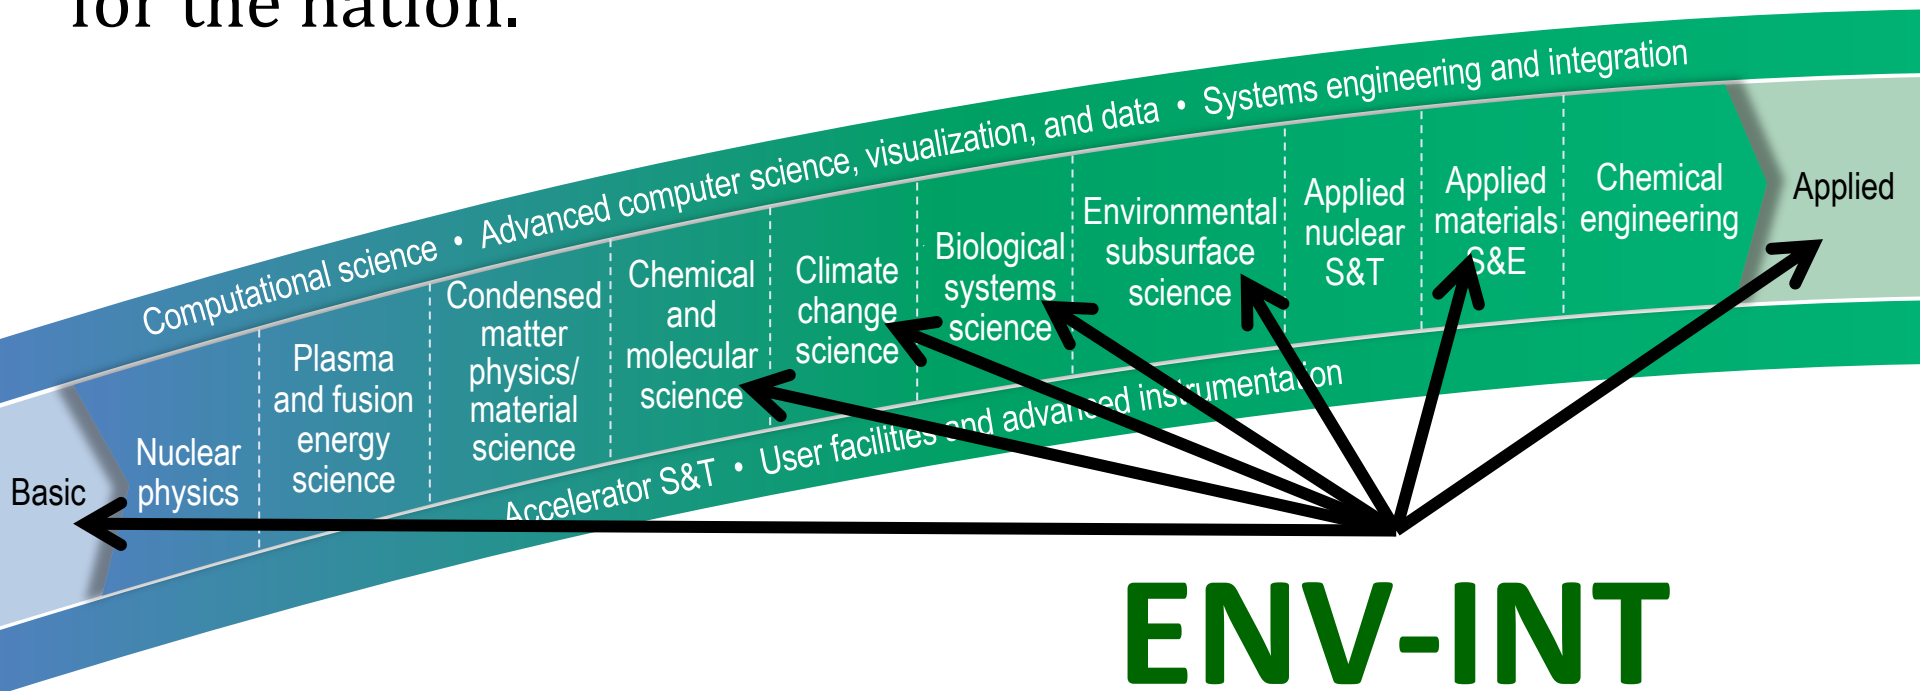 for the nation.
Computational science • Advanced computer science, visualization, and data • Systems engineering and integration
Basic
Nuclear
physics
Plasma
and fusion
energy
science
Condensed
matter
physics/
material
science
Chemical
and
molecular
science
Climate
change
science
Biological
systems
science
Environmental
subsurface
science
Applied
nuclear
S&T
Applied
materials
S&E
Chemical
engineering
Applied
Accelerator S&T • User facilities and advanced instrumentation
ENV-INT